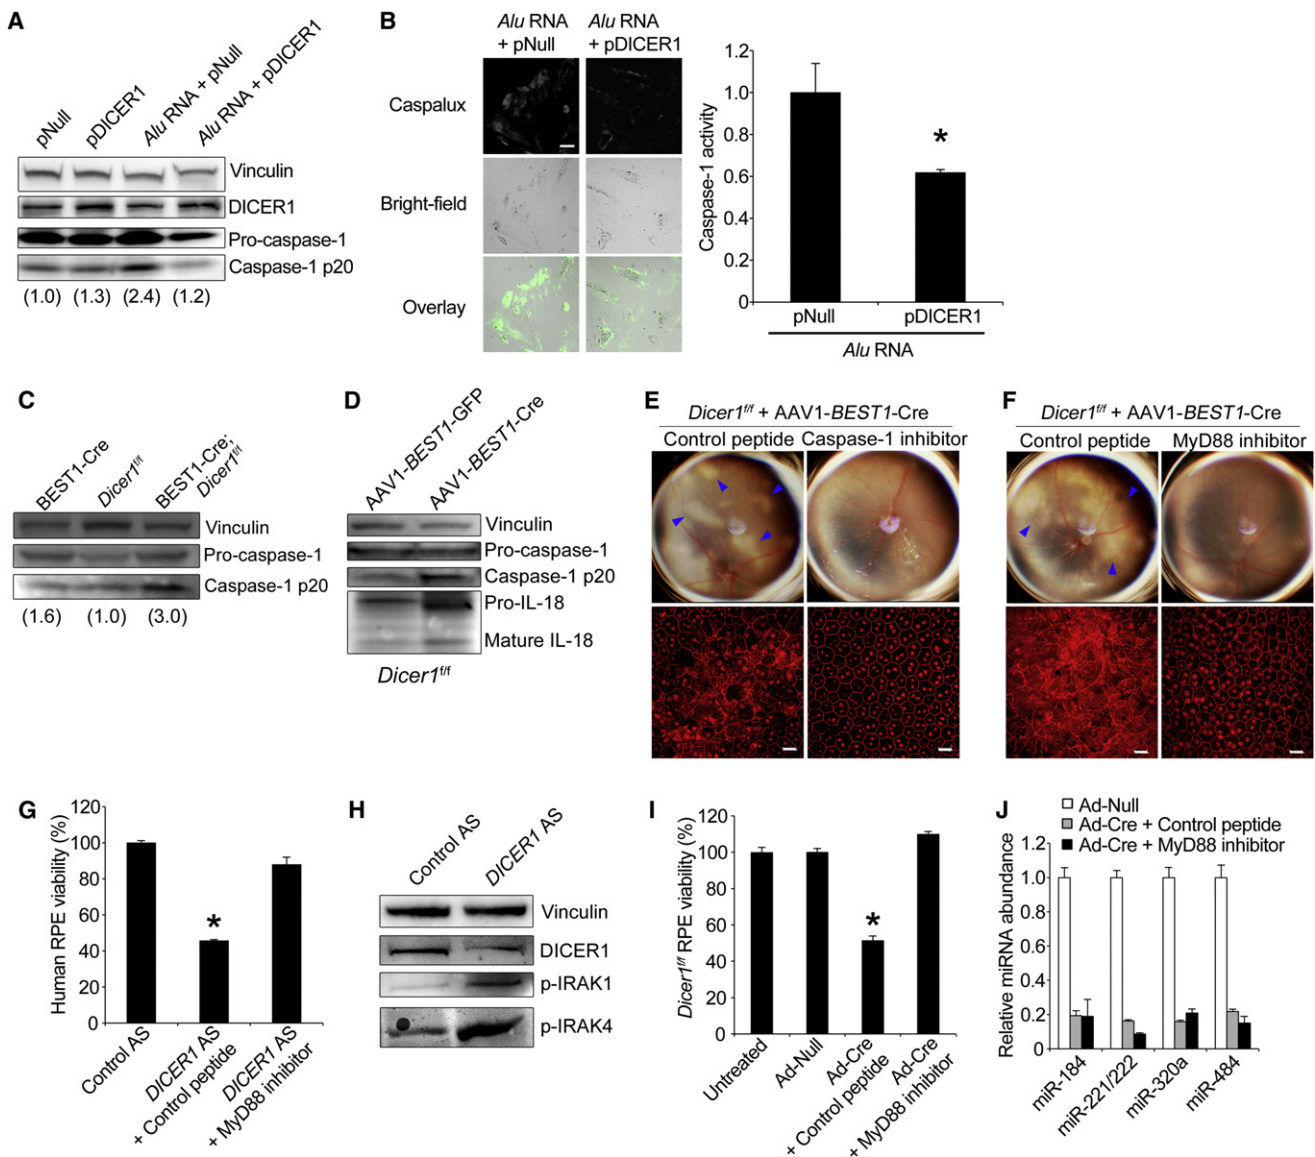 A
pNull
pDICER1
Alu RNA + pNull
Alu RNA + pDICER1
Vinculin
DICER1
Pro-caspase-1
Caspase-1 p20
(1.0) (1.3) (2.4) (1.2)
B
Alu RNA + pNull
Alu RNA + pDICER1
Caspalux
Bright-field
Overlay
Caspase-1 activity
1.2
1.0
0.8
0.6
0.4
0.2
0
*
pNull pDICER1
Alu RNA
C
BEST1-Cre
Dicer1f/f
BEST1-Cre; Dicer1f/f
Vinculin
Pro-caspase-1
Caspase-1 p20
(1.6) (1.0) (3.0)
D
AAV1-BEST1-GFP
AAV1-BEST1-Cre
Vinculin
Pro-caspase-1
Caspase-1 p20
Pro-IL-18
Mature IL-18
Dicer1f/f
E
Dicer1f/f + AAV1-BEST1-Cre
Control peptide Caspase-1 inhibitor
F
Dicer1f/f + AAV1-BEST1-Cre
Control peptide MyD88 inhibitor
G
Human RPE viability (%)
120
100
80
60
40
20
0
*
Control AS
DICER1 AS + Control peptide
DICER1 AS + MyD88 inhibitor
H
Control AS
DICER1 AS
Vinculin
DICER1
p-IRAK1
p-IRAK4
I
Dicer1f/f RPE viability (%)
120
100
80
60
40
20
0
*
Untreated
Ad-Null
Ad-Cre + Control peptide
Ad-Cre + MyD88 inhibitor
J
Ad-Null
Ad-Cre + Control peptide
Ad-Cre + MyD88 inhibitor
Relative miRNA abundance
1.2
1.0
0.8
0.6
0.4
0.2
0
miR-184
miR-221/222
miR-320a
miR-484